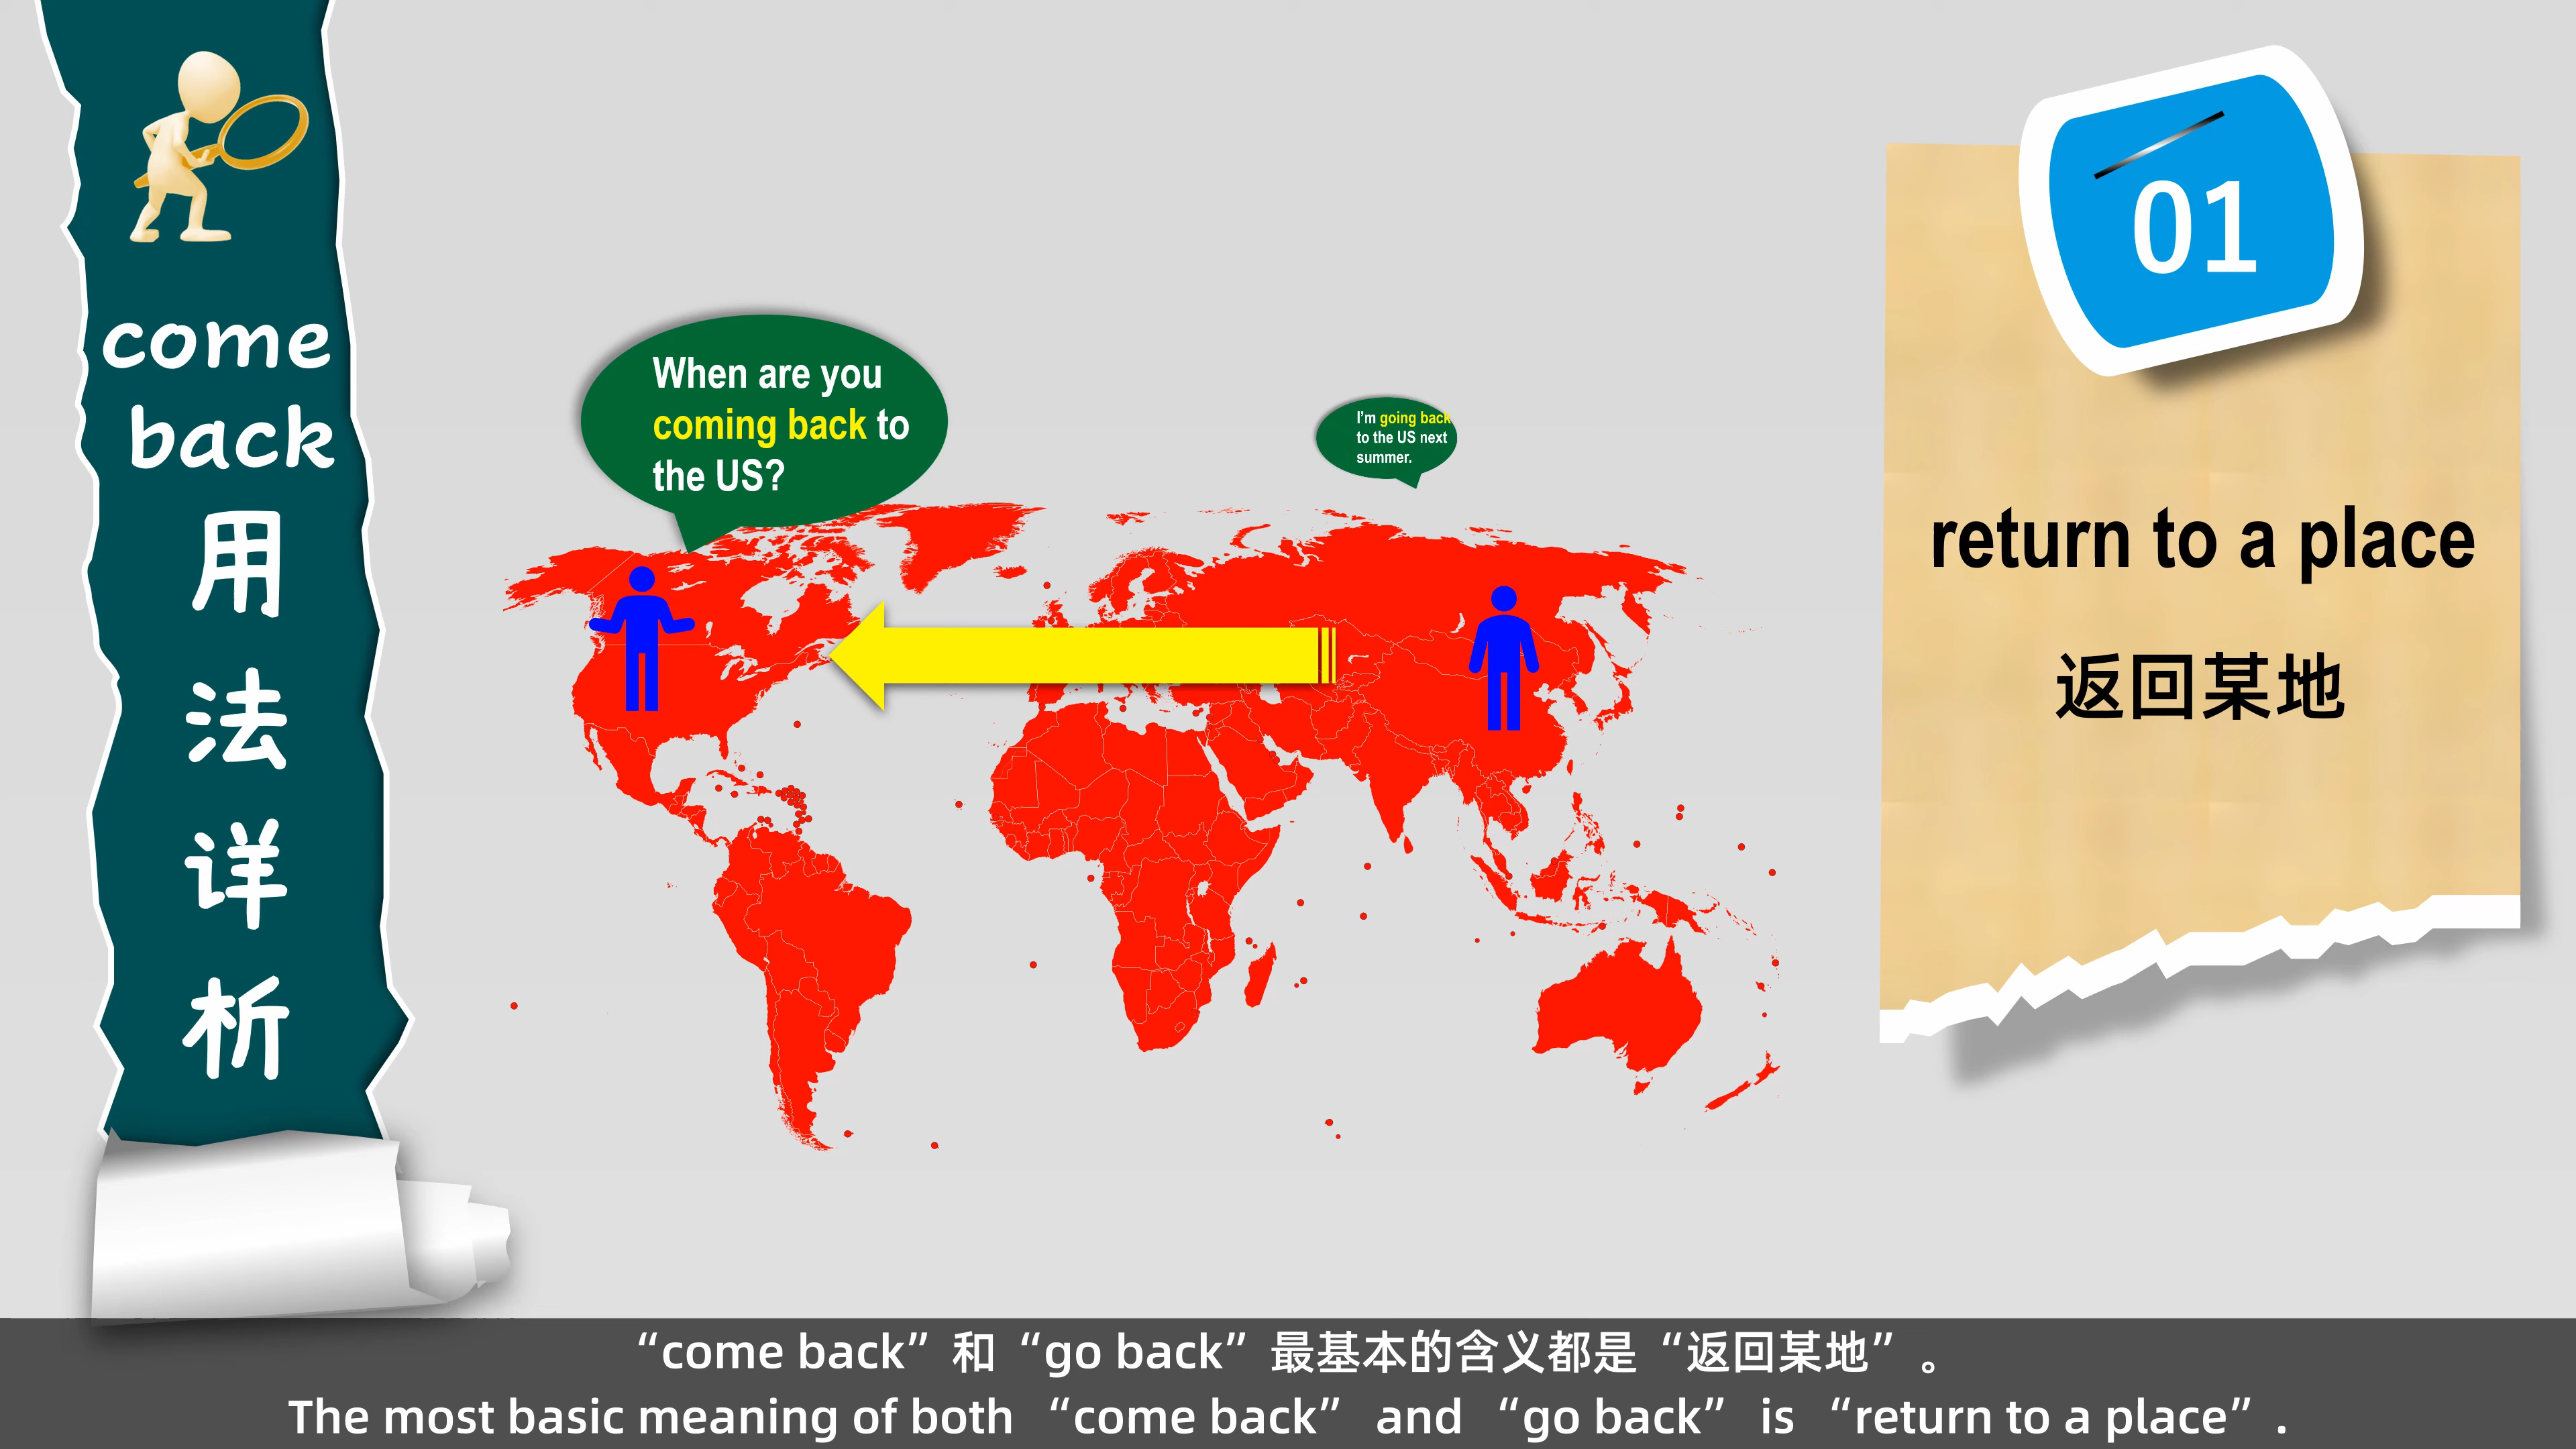 come
back
用
法
详
析
When are you
coming back to
the US?
I'm going back
to the US next
summer.
01
return to a place
返回某地
“come back”和“go back”最基本的含义都是“返回某地”。
The most basic meaning of both “come back” and “go back” is “return to a place”.